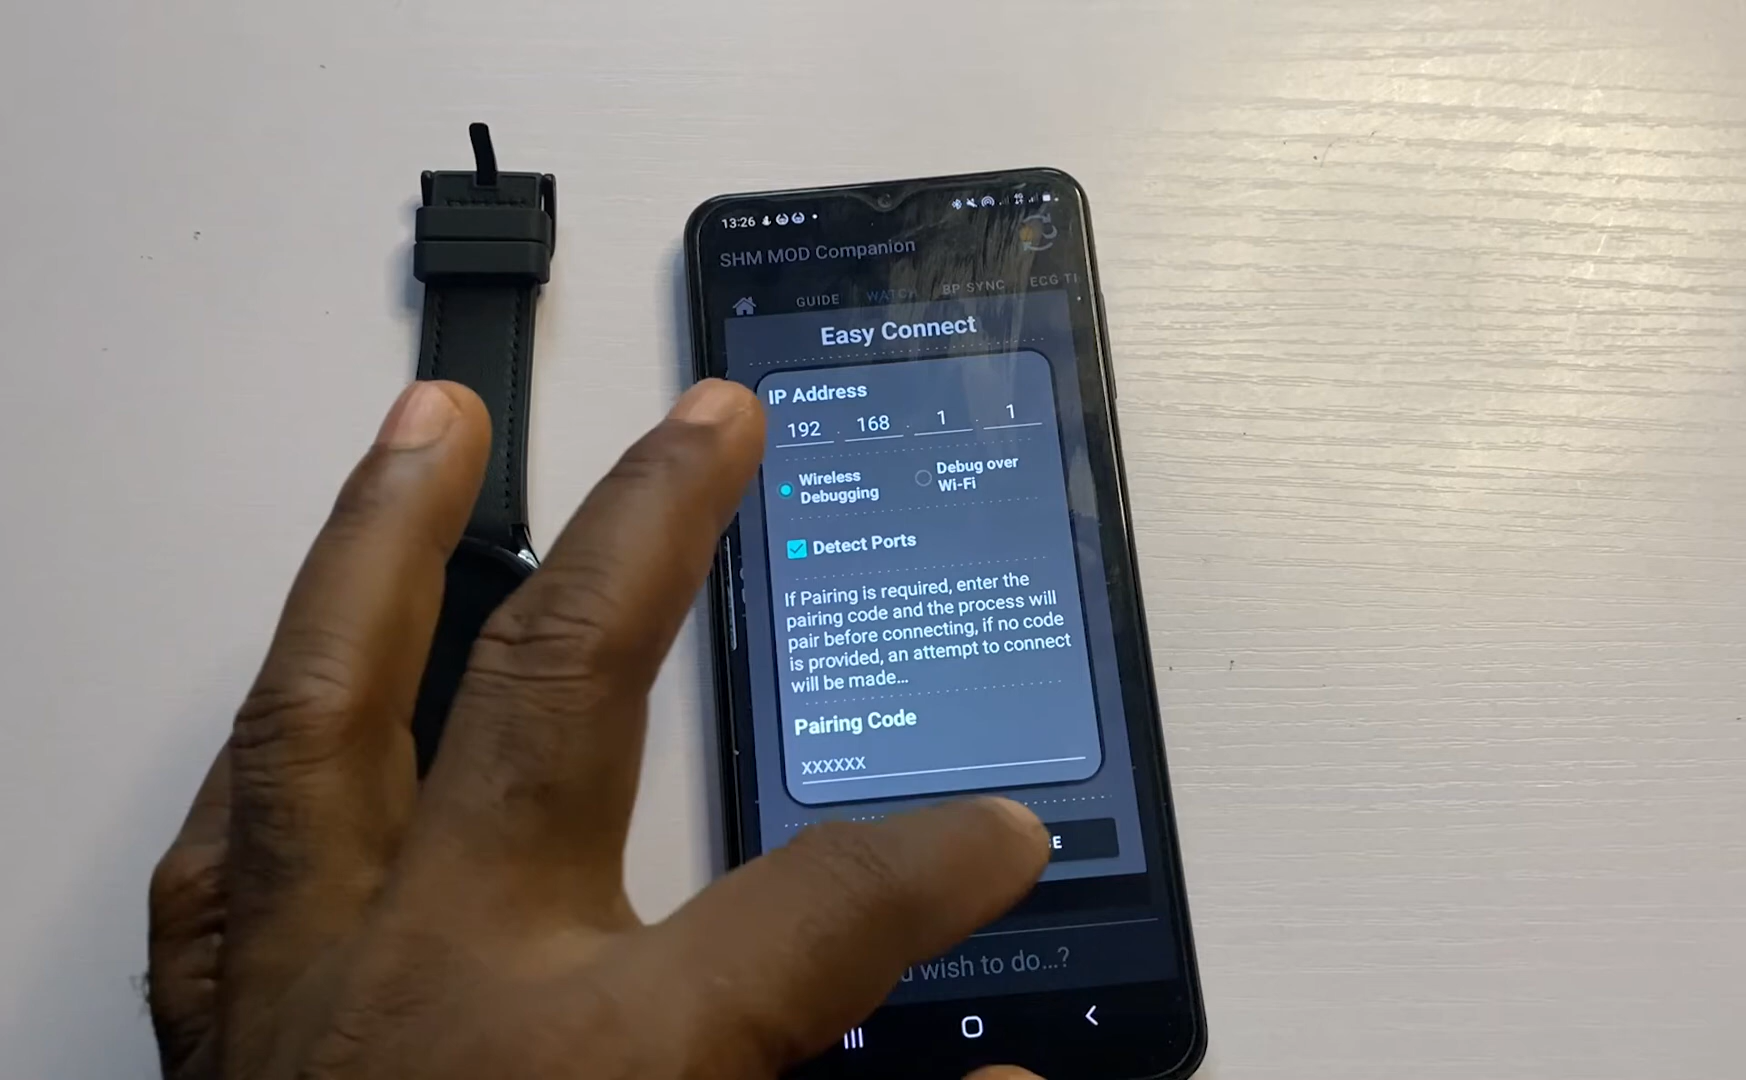 13:26
SHM MOD Companion
GUIDE WATCH BP SYNC ECG TI
Easy Connect
IP Address
192 . 168 . 1 . 1
Wireless Debugging
Debug over Wi-Fi
Detect Ports
If Pairing is required, enter the
pairing code and the process will
pair before connecting, if no code
is provided, an attempt to connect
will be made...
Pairing Code
XXXXXX
wish to do...?